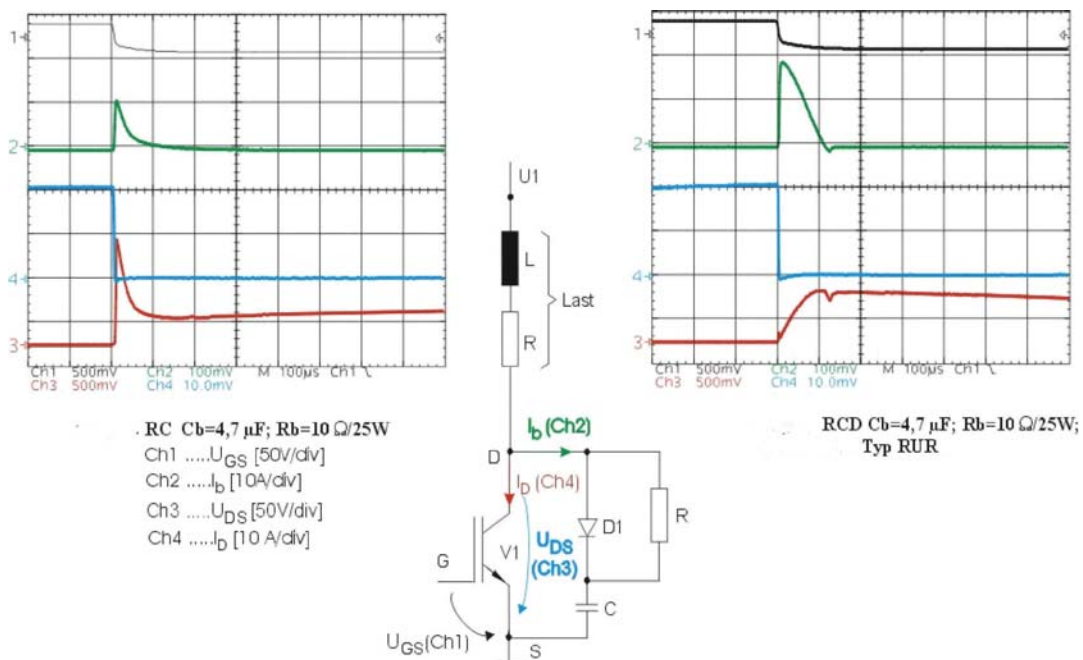 1
2
4
3
Ch1 500mV Ch2 100mV M 100µs Ch1
Ch3 500mV Ch4 10.0mV
. RC Cb=4,7 µF; Rb=10 Ω/25W
Ch1 .....UGS [50V/div]
Ch2 .....Ib [10A/div]
Ch3 .....UDS [50V/div]
Ch4 .....ID [10 A/div]
U1
L
R
Last
Ib (Ch2)
D
ID (Ch4)
D1
R
UDS
(Ch3)
V1
G
C
UGS(Ch1)
S
1
2
4
3
Ch1 500mV Ch2 100mV M 100µs Ch1
Ch3 500mV Ch4 10.0mV
RCD Cb=4,7 µF; Rb=10 Ω/25W;
Typ RUR